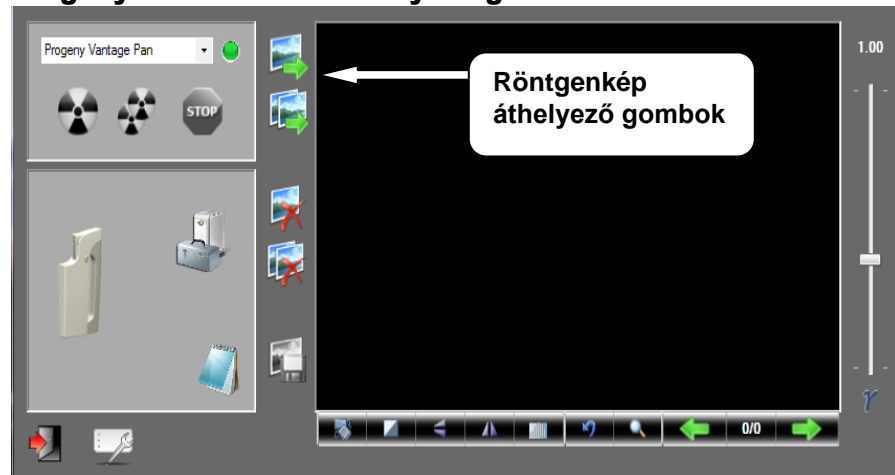 Progeny Vantage Pan
STOP
1.00
Röntgenkép
áthelyező gombok
0/0
γ